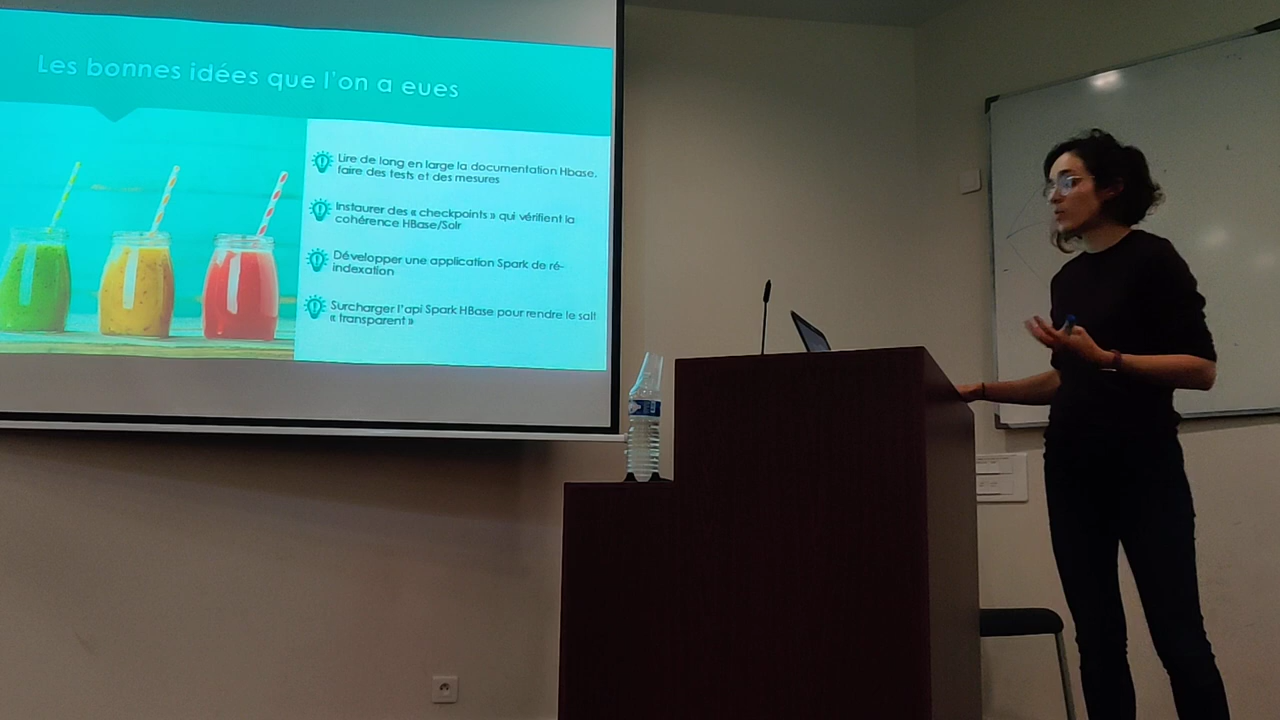 Les bonnes idées que l'on a eues
Lire de long en large la documentation Hbase.
faire des tests et des mesures
Instaurer des « checkpoints » qui vérifient la
cohérence HBase/Solr
Développer une application Spark de ré-
indexation
Surcharger l'api Spark HBase pour rendre le salt
« transparent »